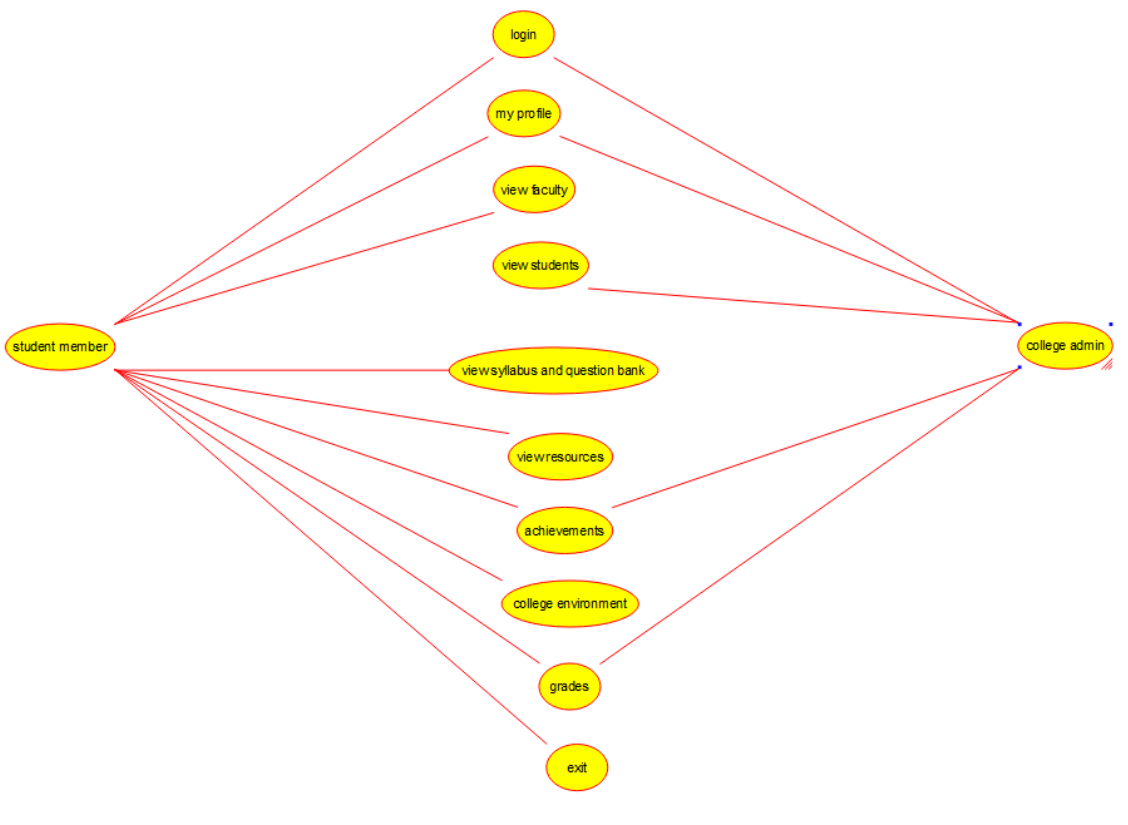 login
my profile
view faculty
view students
student member
college admin
view syllabus and question bank
view resources
achievements
college environment
grades
exit